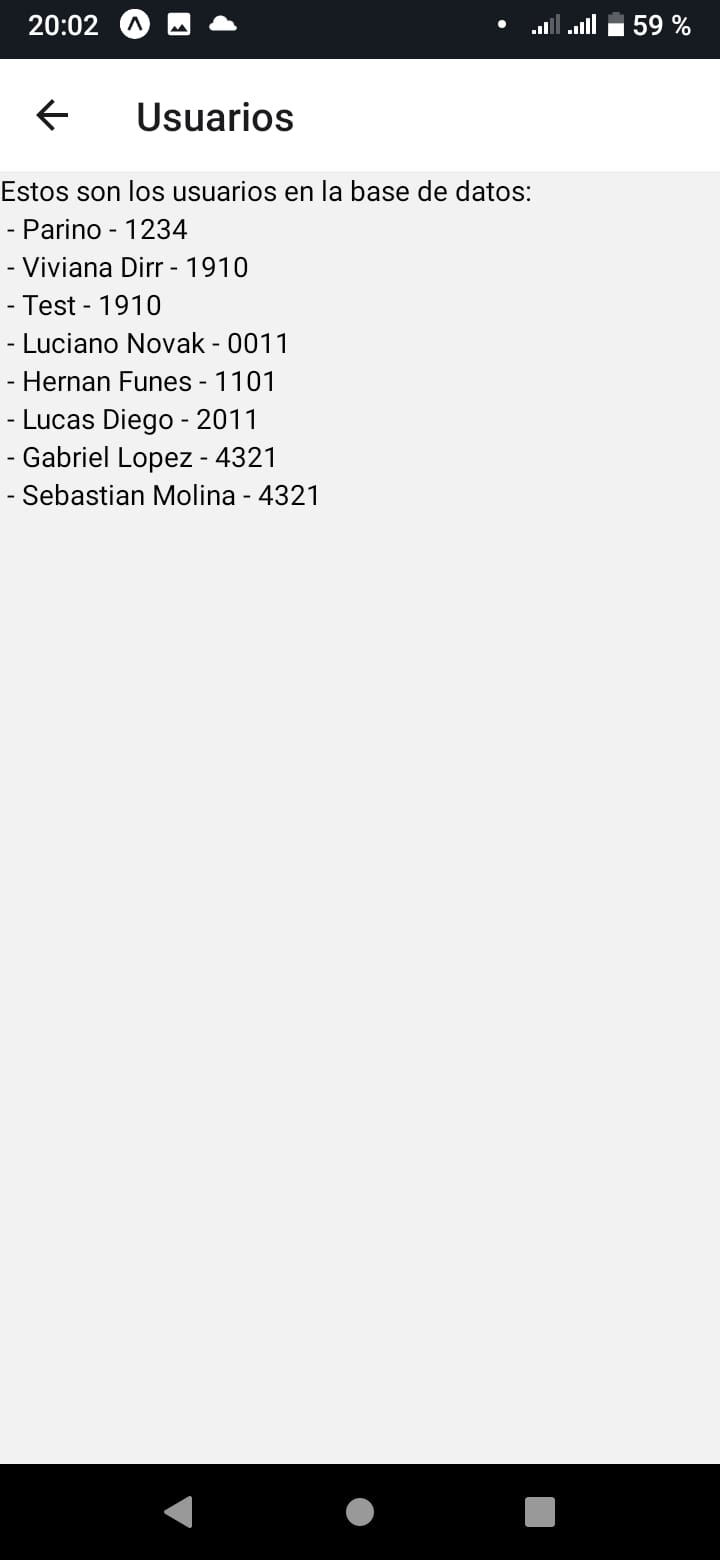 20:02 59 %
Usuarios
Estos son los usuarios en la base de datos:
- Parino - 1234
- Viviana Dirr - 1910
- Test - 1910
- Luciano Novak - 0011
- Hernan Funes - 1101
- Lucas Diego - 2011
- Gabriel Lopez - 4321
- Sebastian Molina - 4321